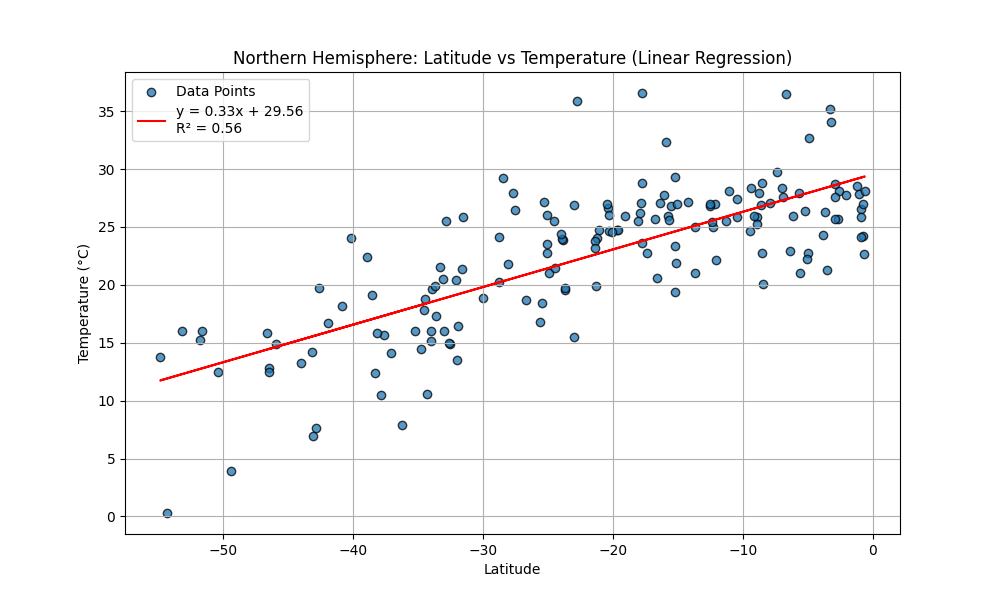 Northern Hemisphere: Latitude vs Temperature (Linear Regression)
Data Points
y = 0.33x + 29.56
R² = 0.56
35
30
25
20
15
10
5
0
Temperature (°C)
−50
−40
−30
−20
−10
0
Latitude